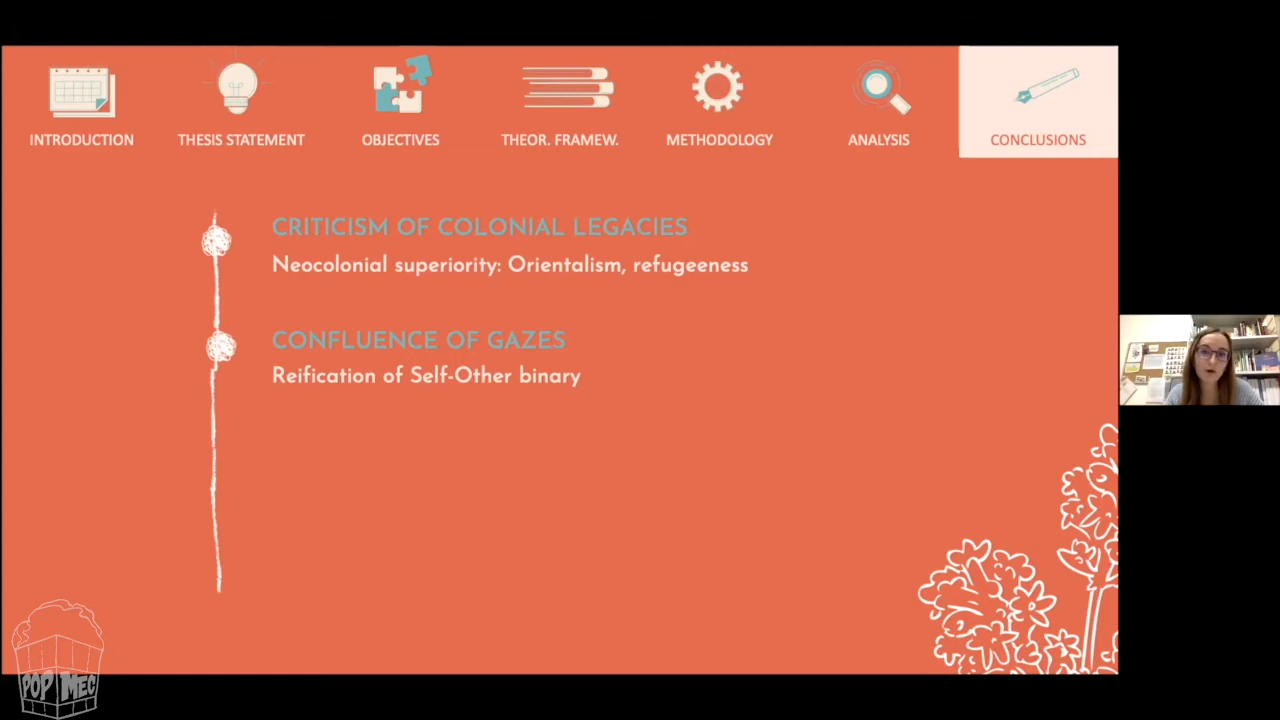 INTRODUCTION
THESIS STATEMENT
OBJECTIVES
THEOR. FRAMEW.
METHODOLOGY
ANALYSIS
CONCLUSIONS
CRITICISM OF COLONIAL LEGACIES
Neocolonial superiority: Orientalism, refugeeness
CONFLUENCE OF GAZES
Reification of Self-Other binary
POP MEC